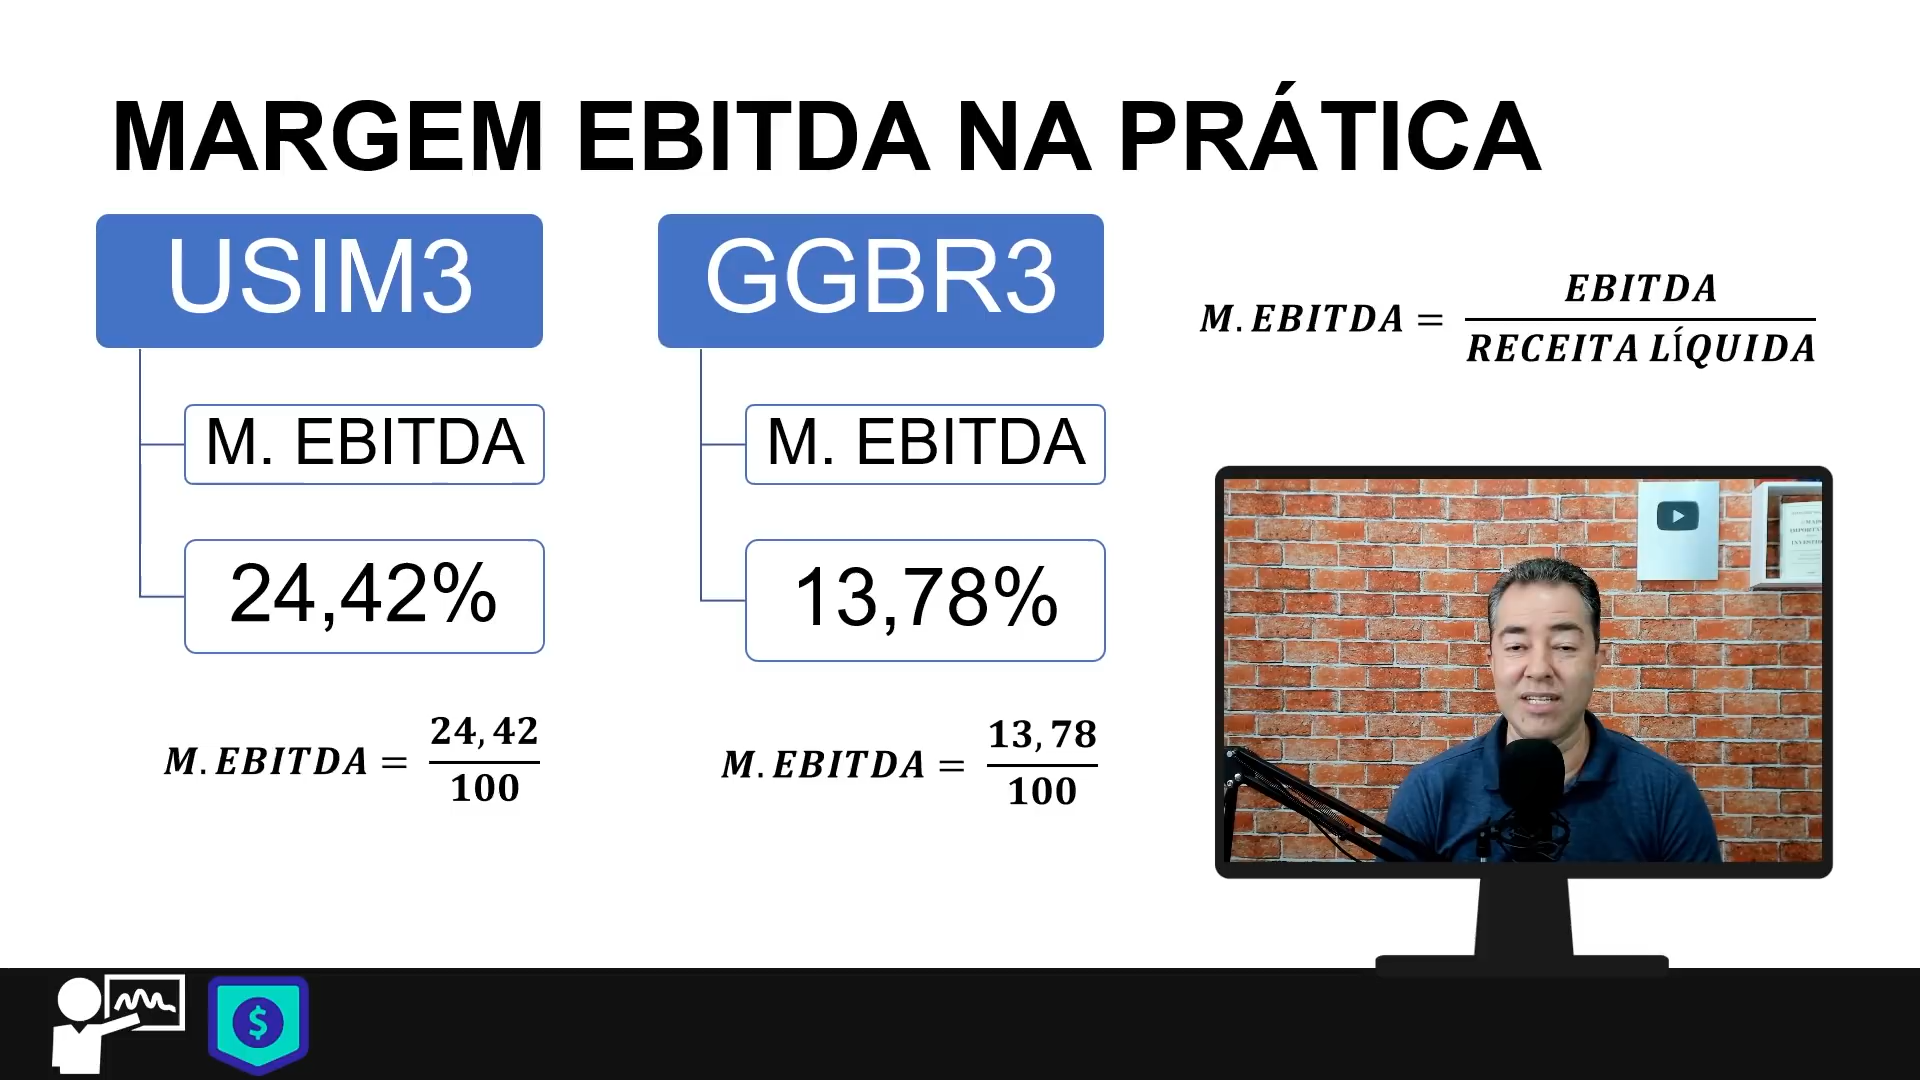 MARGEM EBITDA NA PRÁTICA
USIM3
M. EBITDA
24,42%
M.EBITDA = 24,42/100
GGBR3
M. EBITDA
13,78%
M.EBITDA = 13,78/100
M.EBITDA = EBITDA/RECEITA LÍQUIDA
$